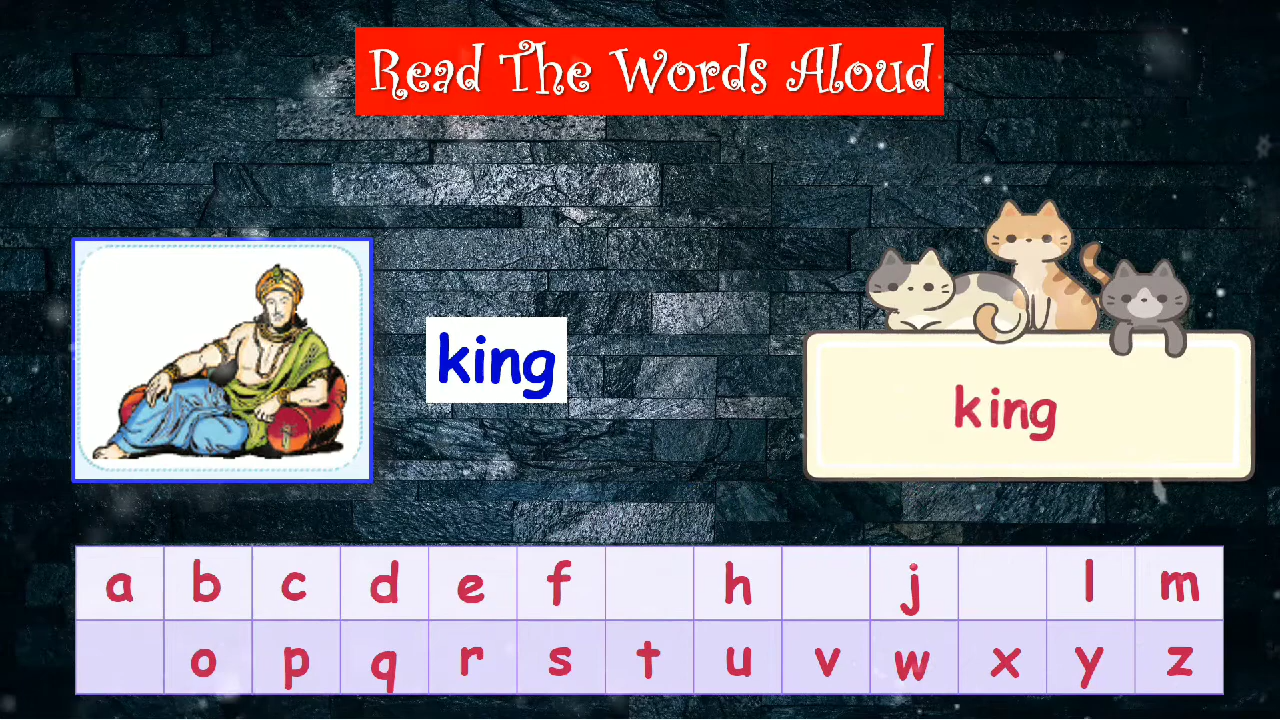 Read The Words Aloud
king
king
a b c d e f h j l m
o p q r s t u v w x y z